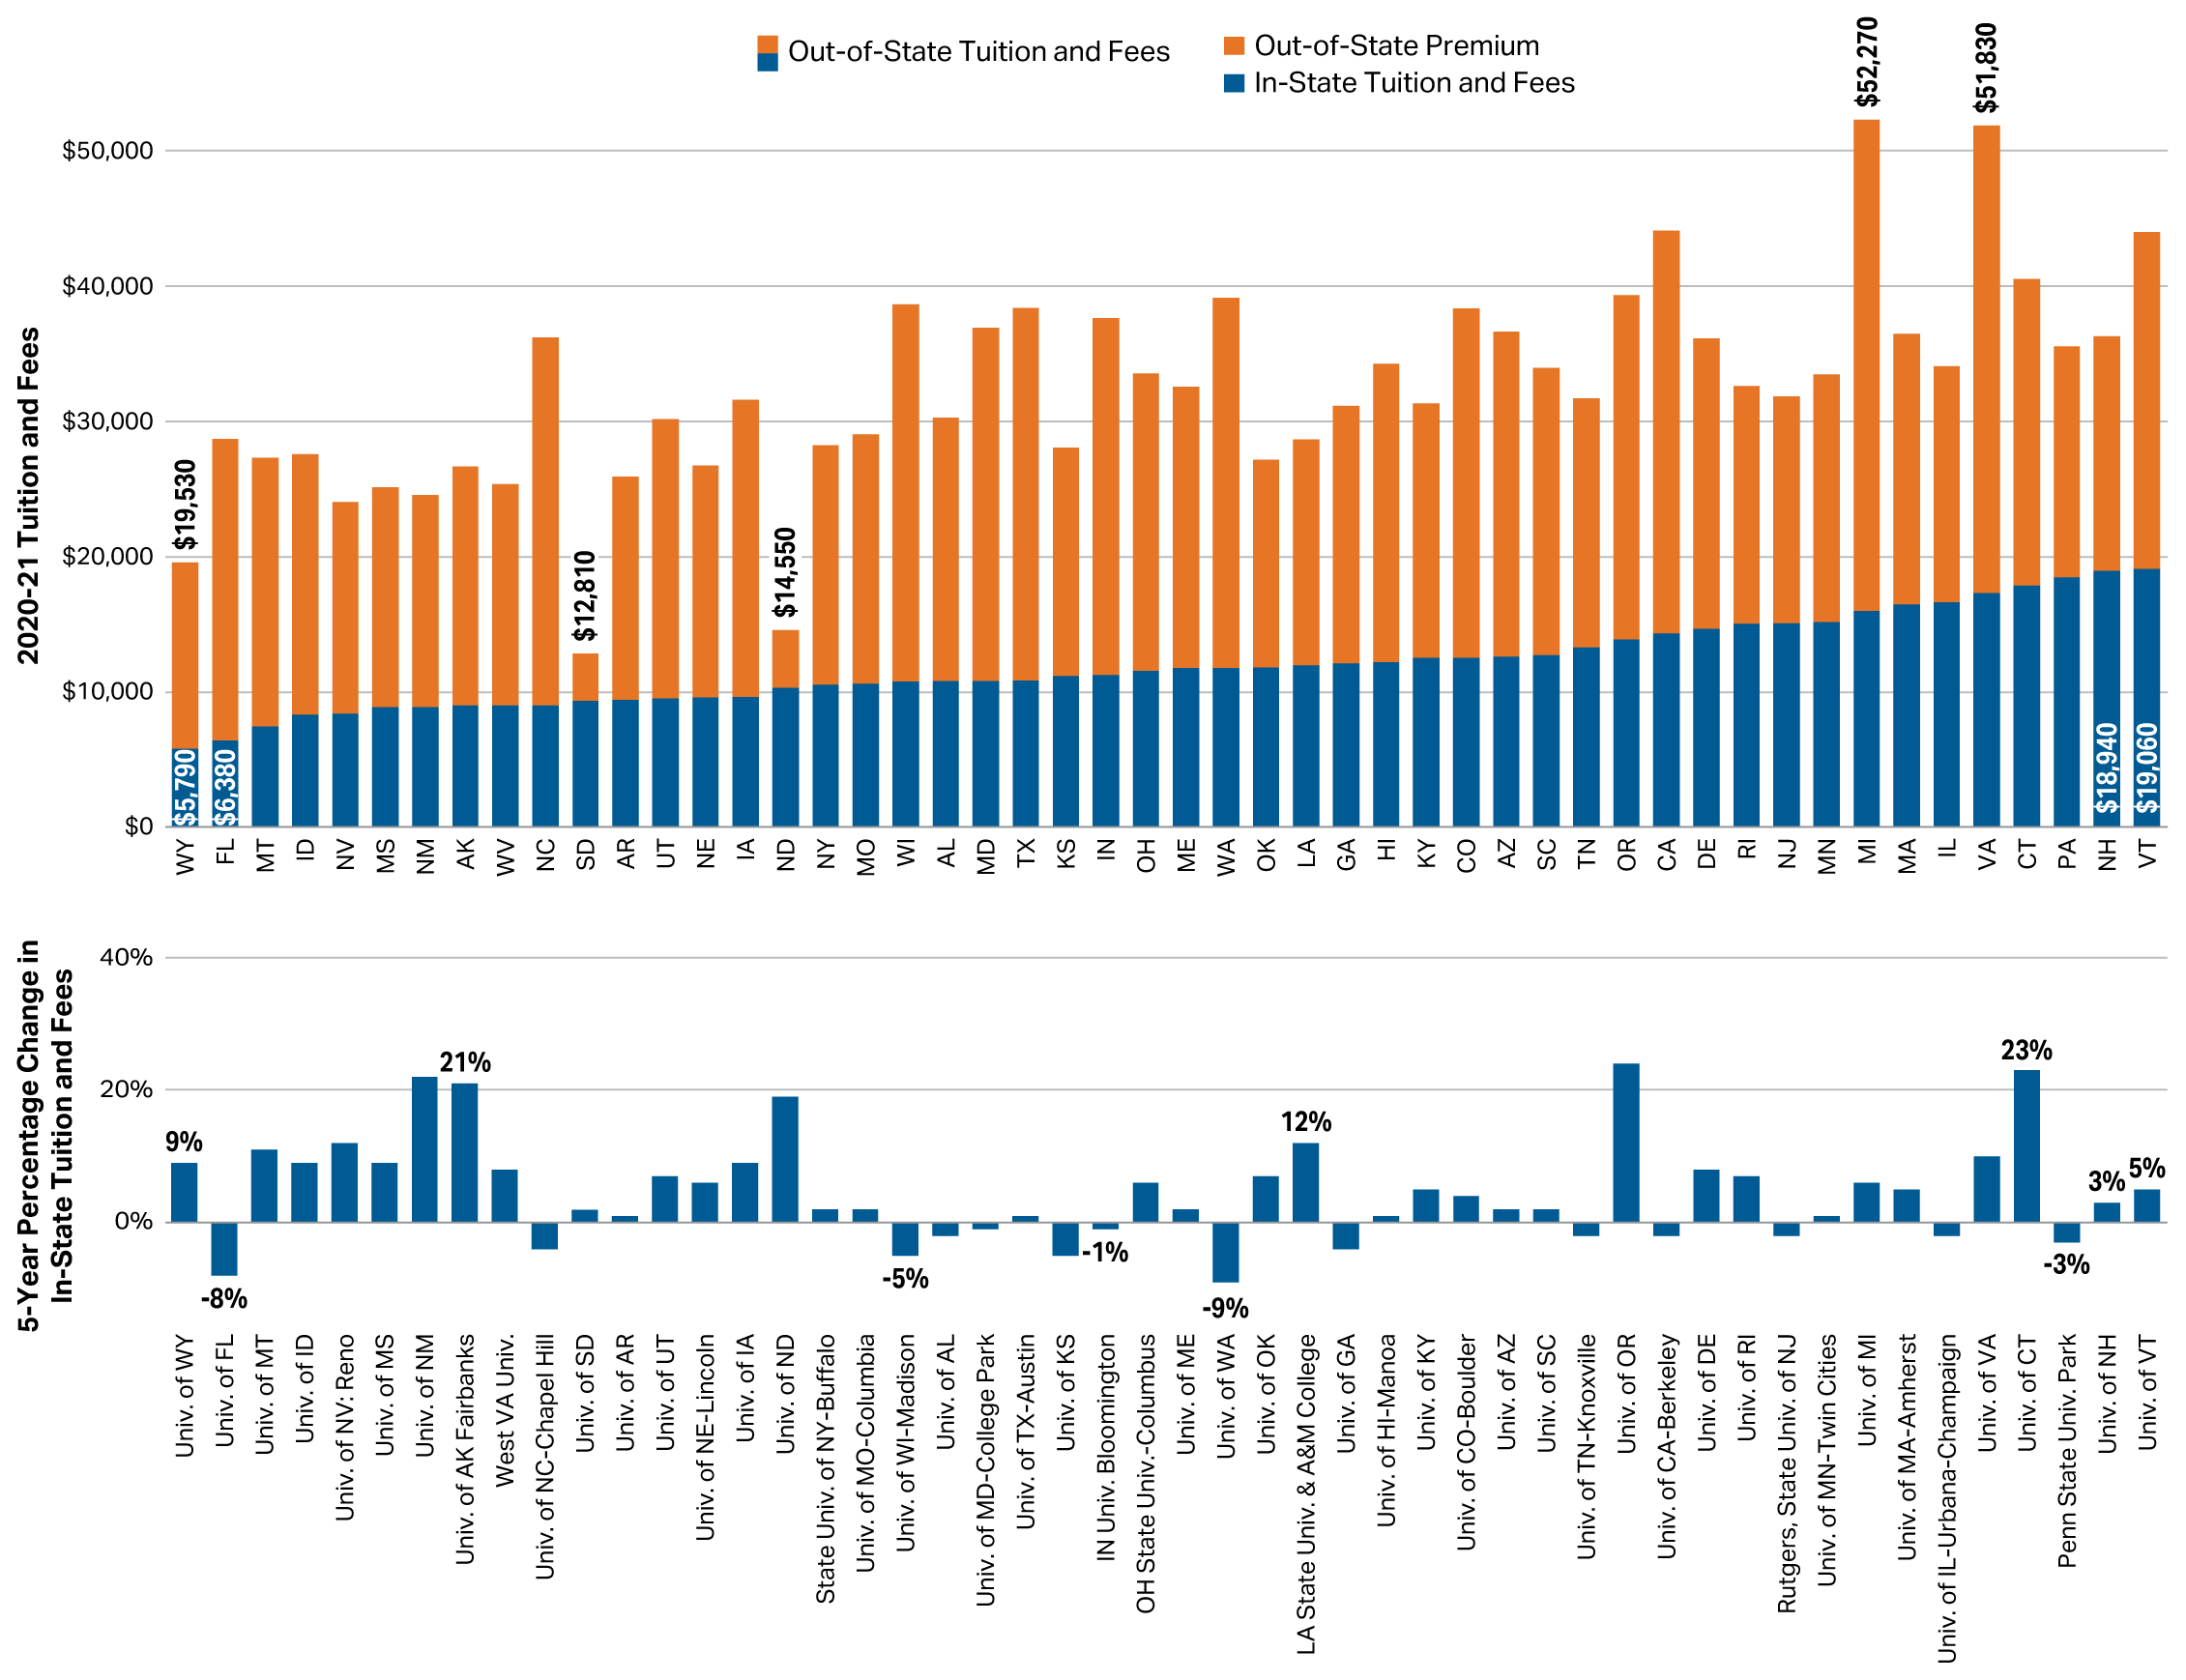 Out-of-State Tuition and Fees
Out-of-State Premium
In-State Tuition and Fees
2020-21 Tuition and Fees
$50,000
$40,000
$30,000
$20,000
$10,000
$0
$19,530
$12,810
$14,550
$52,270
$51,830
$5,790
$6,380
$18,940
$19,060
WY
FL
MT
ID
NV
MS
NM
AK
WV
NC
SD
AR
UT
NE
IA
ND
NY
MO
WI
AL
MD
TX
KS
IN
OH
ME
WA
OK
LA
GA
HI
KY
CO
AZ
SC
TN
OR
CA
DE
RI
NJ
MN
MI
MA
IL
VA
CT
PA
NH
VT
5-Year Percentage Change in
In-State Tuition and Fees
40%
20%
0%
9%
-8%
21%
-5%
-1%
-9%
12%
23%
-3%
3%
5%
Univ. of WY
Univ. of FL
Univ. of MT
Univ. of ID
Univ. of NV: Reno
Univ. of MS
Univ. of NM
Univ. of AK Fairbanks
West VA Univ.
Univ. of NC-Chapel Hill
Univ. of SD
Univ. of AR
Univ. of UT
Univ. of NE-Lincoln
Univ. of IA
Univ. of ND
State Univ. of NY-Buffalo
Univ. of MO-Columbia
Univ. of WI-Madison
Univ. of AL
Univ. of MD-College Park
Univ. of TX-Austin
Univ. of KS
IN Univ. Bloomington
OH State Univ.-Columbus
Univ. of ME
Univ. of WA
Univ. of OK
LA State Univ. & A&M College
Univ. of GA
Univ. of HI-Manoa
Univ. of KY
Univ. of CO-Boulder
Univ. of AZ
Univ. of SC
Univ. of TN-Knoxville
Univ. of OR
Univ. of CA-Berkeley
Univ. of DE
Univ. of RI
Rutgers, State Univ. of NJ
Univ. of MN-Twin Cities
Univ. of MI
Univ. of MA-Amherst
Univ. of IL-Urbana-Champaign
Univ. of VA
Univ. of CT
Penn State Univ. Park
Univ. of NH
Univ. of VT